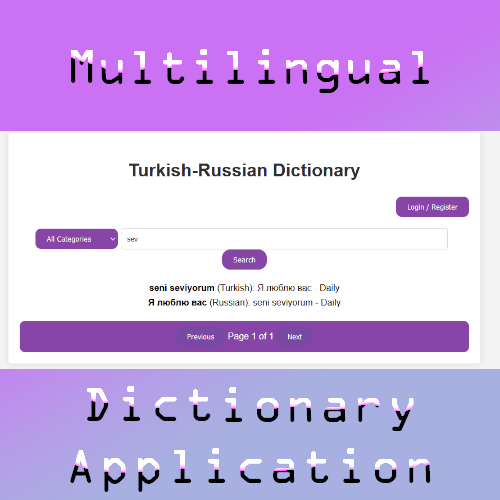 Multilingual
Turkish-Russian Dictionary
Login / Register
All Categories sev
Search
seni seviyorum (Turkish): Я люблю вас - Daily
Я люблю вас (Russian): seni seviyorum - Daily
Previous Page 1 of 1 Next
Dictionary
Application